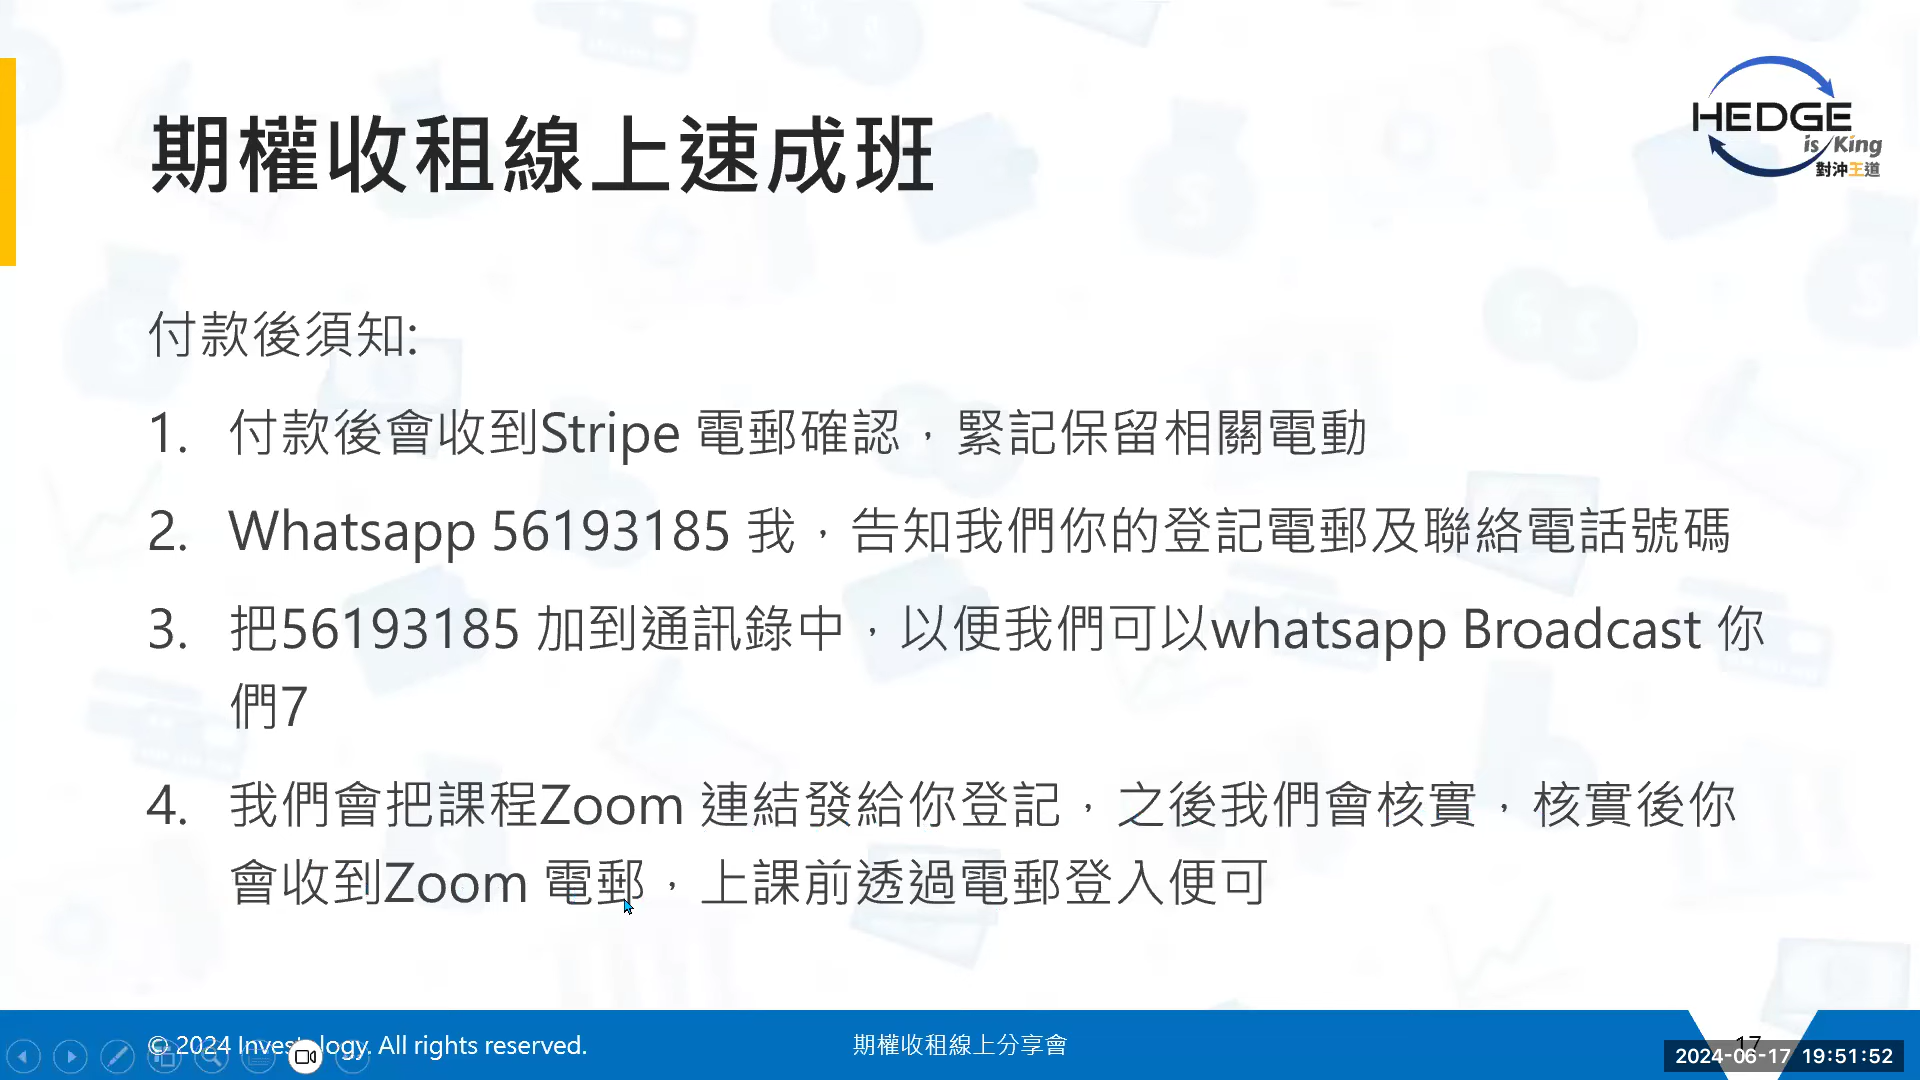 期權收租線上速成班
HEDGE
is King
對沖王道
付款後須知:
1. 付款後會收到Stripe 電郵確認，緊記保留相關電動
2. Whatsapp 56193185 我，告知我們你的登記電郵及聯絡電話號碼
3. 把56193185 加到通訊錄中，以便我們可以whatsapp Broadcast 你
們7
4. 我們會把課程Zoom 連結發給你登記，之後我們會核實，核實後你
會收到Zoom 電郵，上課前透過電郵登入便可
© 2024 Investology. All rights reserved.
期權收租線上分享會
17
2024-06-17 19:51:52